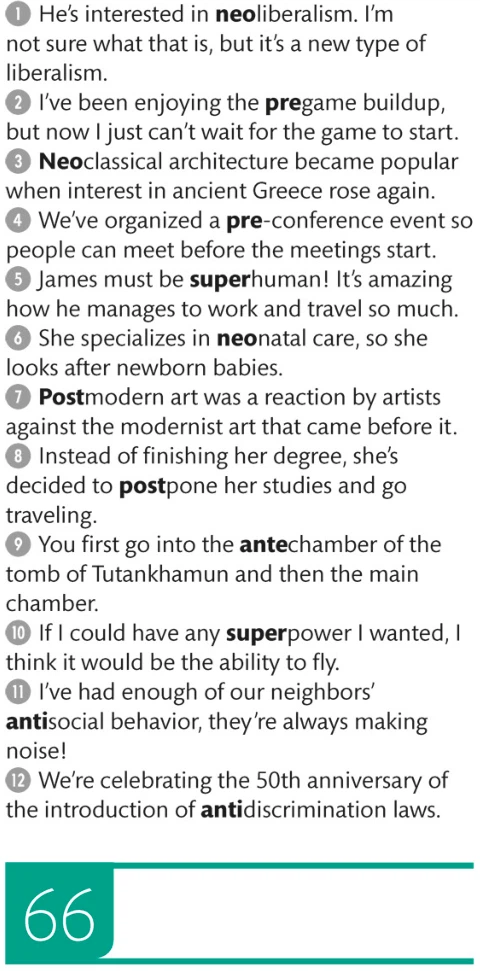 1 He’s interested in neoliberalism. I’m
not sure what that is, but it’s a new type of
liberalism.
2 I’ve been enjoying the pregame buildup,
but now I just can’t wait for the game to start.
3 Neoclassical architecture became popular
when interest in ancient Greece rose again.
4 We’ve organized a pre-conference event so
people can meet before the meetings start.
5 James must be superhuman! It’s amazing
how he manages to work and travel so much.
6 She specializes in neonatal care, so she
looks after newborn babies.
7 Postmodern art was a reaction by artists
against the modernist art that came before it.
8 Instead of finishing her degree, she’s
decided to postpone her studies and go
traveling.
9 You first go into the antechamber of the
tomb of Tutankhamun and then the main
chamber.
10 If I could have any superpower I wanted, I
think it would be the ability to fly.
11 I’ve had enough of our neighbors’
antisocial behavior, they’re always making
noise!
12 We’re celebrating the 50th anniversary of
the introduction of antidiscrimination laws.
66